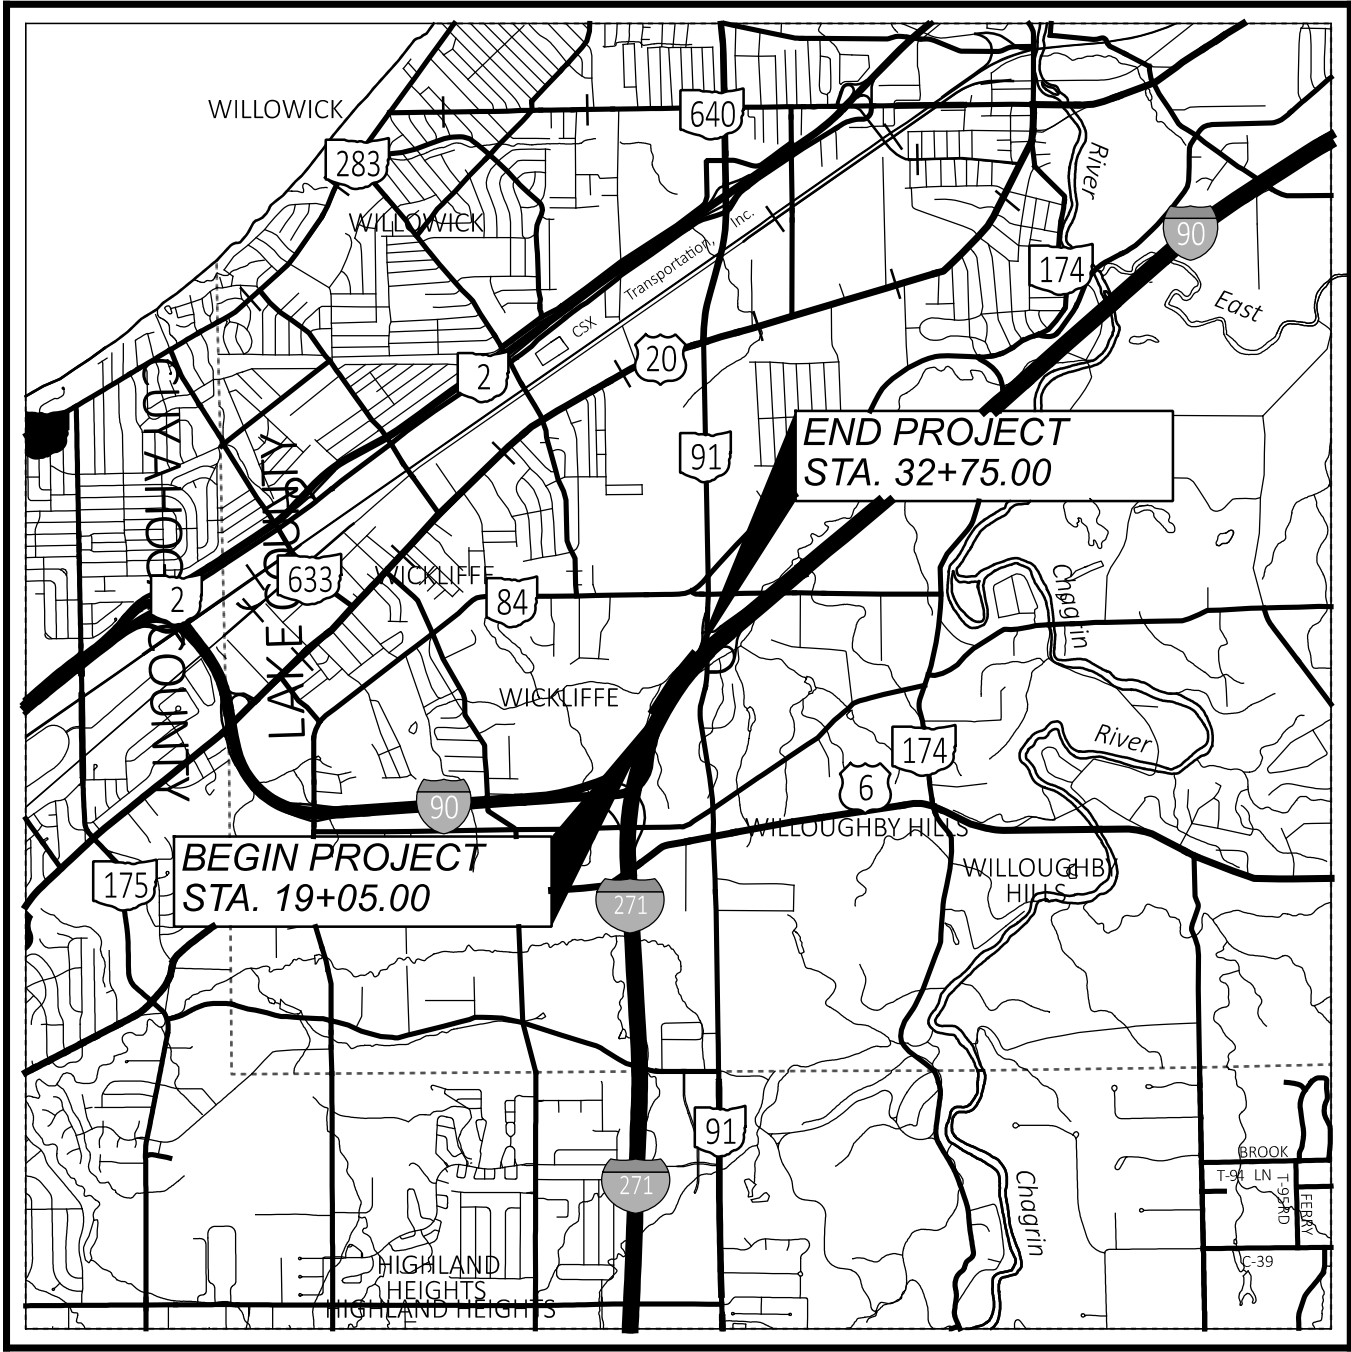 WILLOWICK
640
283
River
WILLOWICK
Transportation, Inc.
90
174
East
CSX
20
2
CUYAHOGA COUNTY
LAKE COUNTY
91
END PROJECT
STA. 32+75.00
633
WICKLIFFE
2
84
Chagrin
WICKLIFFE
River
174
6
90
WILLOUGHBY HILLS
BEGIN PROJECT
STA. 19+05.00
175
WILLOUGHBY
HILLS
271
91
BROOK
T-94 LN
T-95
RD
FERRY
271
Chagrin
C-39
HIGHLAND
HEIGHTS
HIGHLAND HEIGHTS